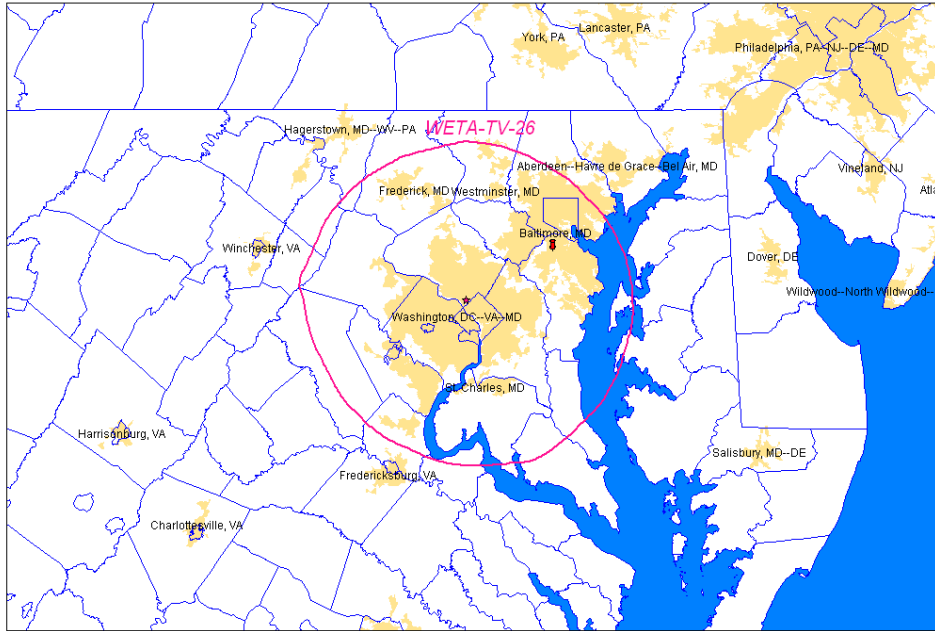 Lancaster, PA
York, PA
Philadelphia, PA--NJ--DE--MD
WETA-TV-26
Hagerstown, MD--WV--PA
Aberdeen--Havre de Grace--Bel Air, MD
Vineland, NJ
Frederick, MD
Westminster, MD
Atla
Baltimore, MD
Winchester, VA
Dover, DE
Wildwood--North Wildwood--
Washington, DC--VA--MD
St. Charles, MD
Harrisonburg, VA
Salisbury, MD--DE
Fredericksburg, VA
Charlottesville, VA